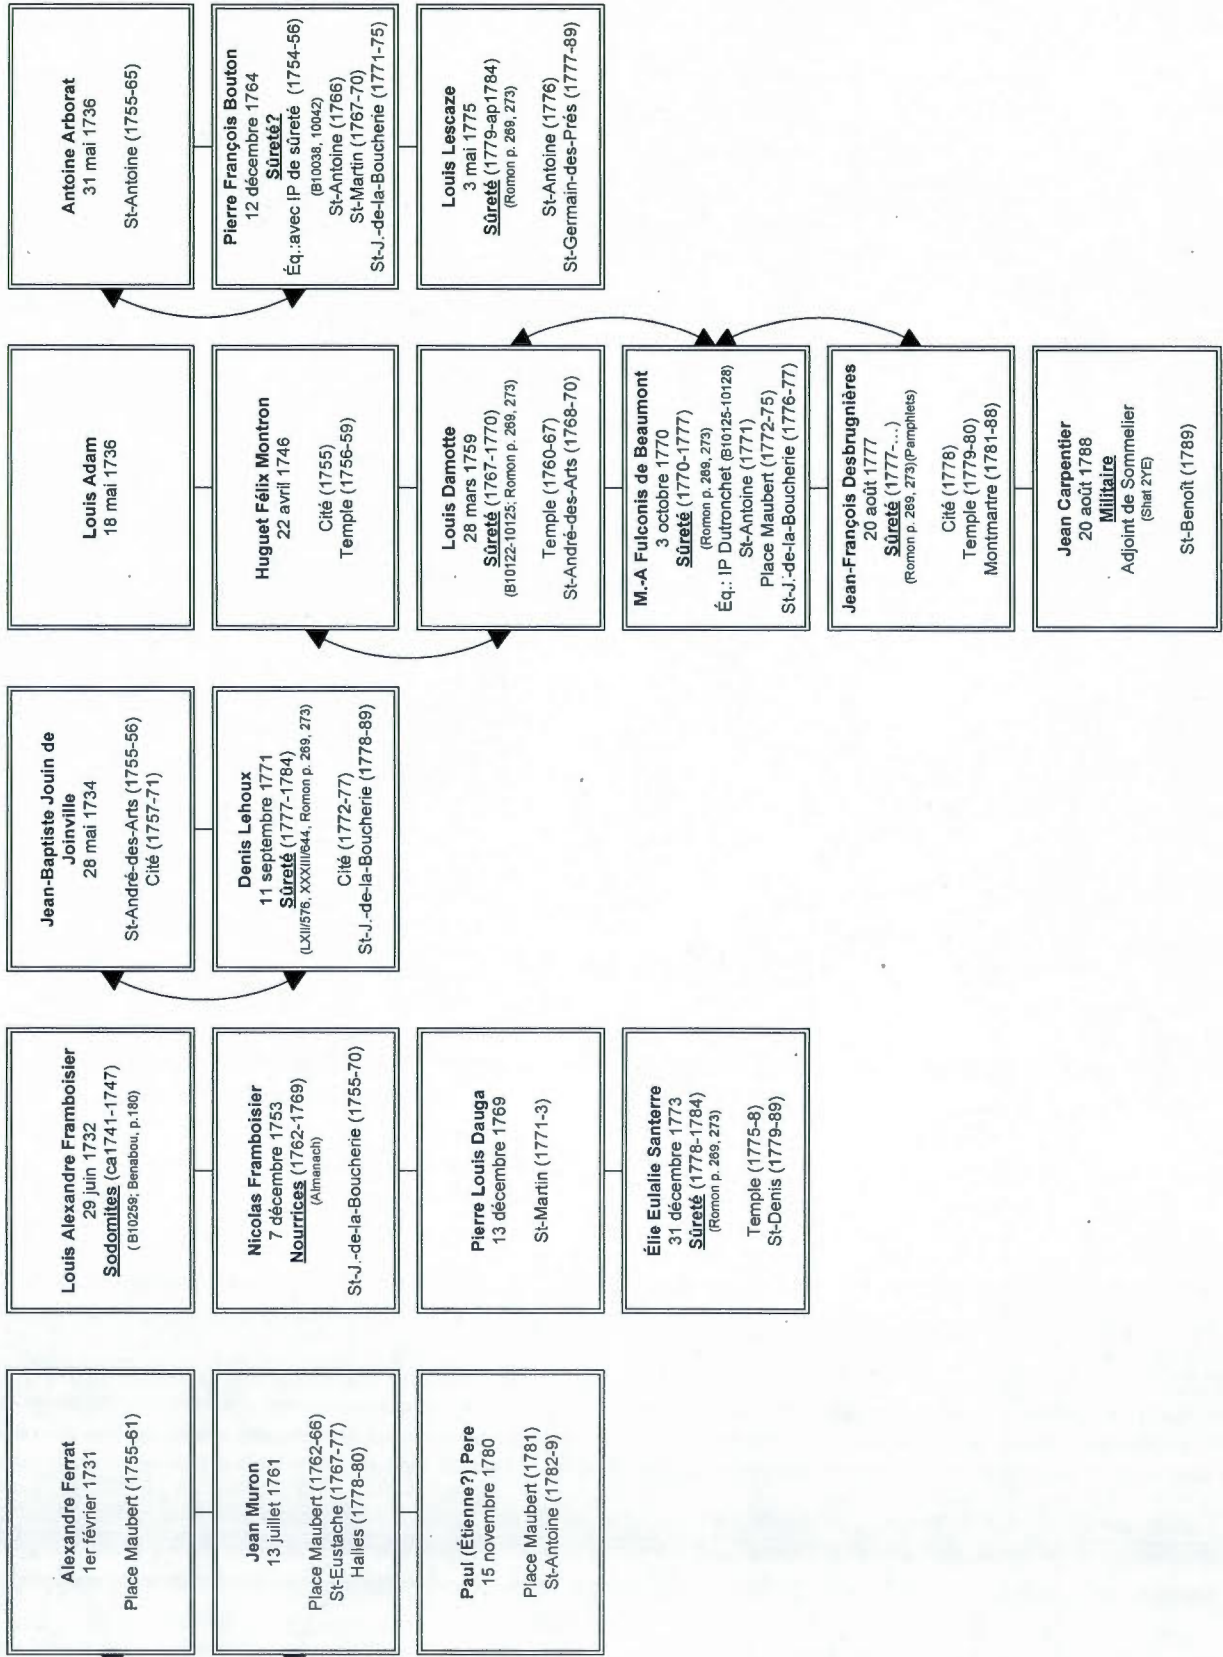 Alexandre Ferrat
1er février 1731
Place Maubert (1755-61)
Jean Muron
13 juillet 1761
Place Maubert (1762-66)
St-Eustache (1767-77)
Halles (1778-80)
Paul (Étienne?) Pere
15 novembre 1780
Place Maubert (1781)
St-Antoine (1782-9)
Louis Alexandre Framboisier
29 juin 1732
Sodomites (ca1741-1747)
( B10259; Benabou, p.180)
Nicolas Framboisier
7 décembre 1753
Nourrices (1762-1769)
(Almanach)
St-J.-de-la-Boucherie (1755-70)
Pierre Louis Dauga
13 décembre 1769
St-Martin (1771-3)
Élie Eulalie Santerre
31 décembre 1773
Sûreté (1778-1784)
(Romon p. 269, 273)
Temple (1775-8)
St-Denis (1779-89)
Jean-Baptiste Jouin de
Joinville
28 mai 1734
St-André-des-Arts (1755-56)
Cité (1757-71)
Denis Lehoux
11 septembre 1771
Sûreté (1777-1784)
(LXII/576, XXXIII/644, Romon p. 269, 273)
Cité (1772-77)
St-J.-de-la-Boucherie (1778-89)
Louis Adam
18 mai 1736
Huguet Félix Montron
22 avril 1746
Cité (1755)
Temple (1756-59)
Louis Damotte
28 mars 1759
Sûreté (1767-1770)
(B10122-10125; Romon p. 269, 273)
Temple (1760-67)
St-André-des-Arts (1768-70)
M.-A Fulconis de Beaumont
3 octobre 1770
Sûreté (1770-1777)
(Romon p. 269, 273)
Éq.: IP Dutronchet (B10125-10128)
St-Antoine (1771)
Place Maubert (1772-75)
St-J.-de-la-Boucherie (1776-77)
Jean-François Desbrugnières
20 août 1777
Sûreté (1777-...)
(Romon p. 269, 273)(Pamphlets)
Cité (1778)
Temple (1779-80)
Montmartre (1781-88)
Jean Carpentier
20 août 1788
Militaire
Adjoint de Sommelier
(Shat 2YE)
St-Benoît (1789)
Antoine Arborat
31 mai 1736
St-Antoine (1755-65)
Pierre François Bouton
12 décembre 1764
Sûreté?
Éq.:avec IP de sûreté (1754-56)
(B10038, 10042)
St-Antoine (1766)
St-Martin (1767-70)
St-J.-de-la-Boucherie (1771-75)
Louis Lescaze
3 mai 1775
Sûreté (1779-ap1784)
(Romon p. 269, 273)
St-Antoine (1776)
St-Germain-des-Prés (1777-89)